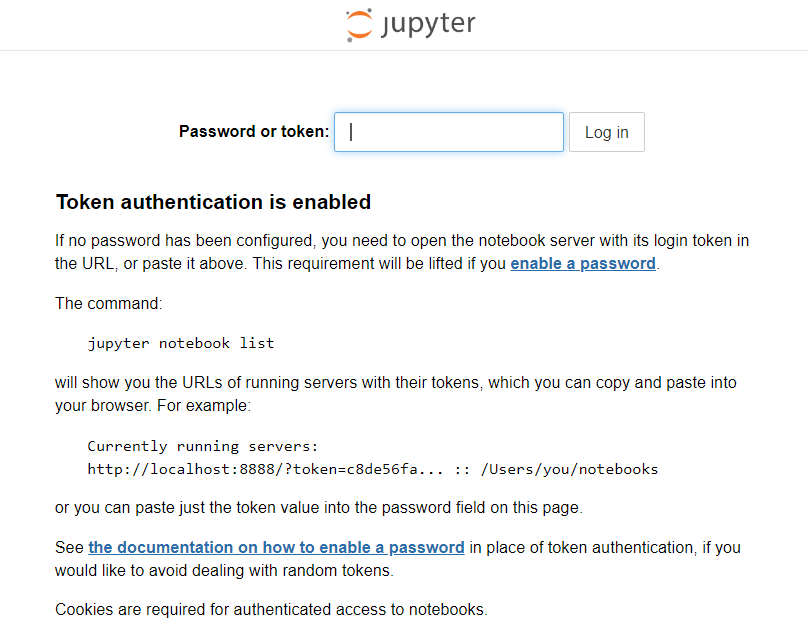 jupyter
Password or token:
Log in
Token authentication is enabled
If no password has been configured, you need to open the notebook server with its login token in
the URL, or paste it above. This requirement will be lifted if you enable a password.
The command:
jupyter notebook list
will show you the URLs of running servers with their tokens, which you can copy and paste into
your browser. For example:
Currently running servers:
http://localhost:8888/?token=c8de56fa... :: /Users/you/notebooks
or you can paste just the token value into the password field on this page.
See the documentation on how to enable a password in place of token authentication, if you
would like to avoid dealing with random tokens.
Cookies are required for authenticated access to notebooks.